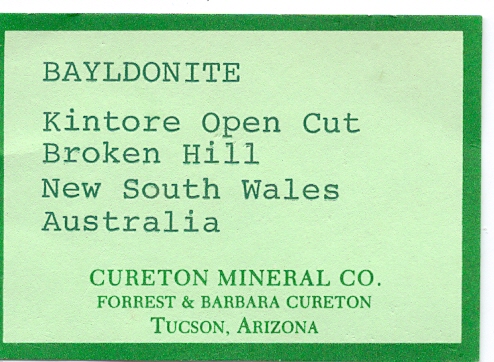 BAYLDONITE
Kintore Open Cut
Broken Hill
New South Wales
Australia
CURETON MINERAL CO.
FORREST & BARBARA CURETON
TUCSON, ARIZONA